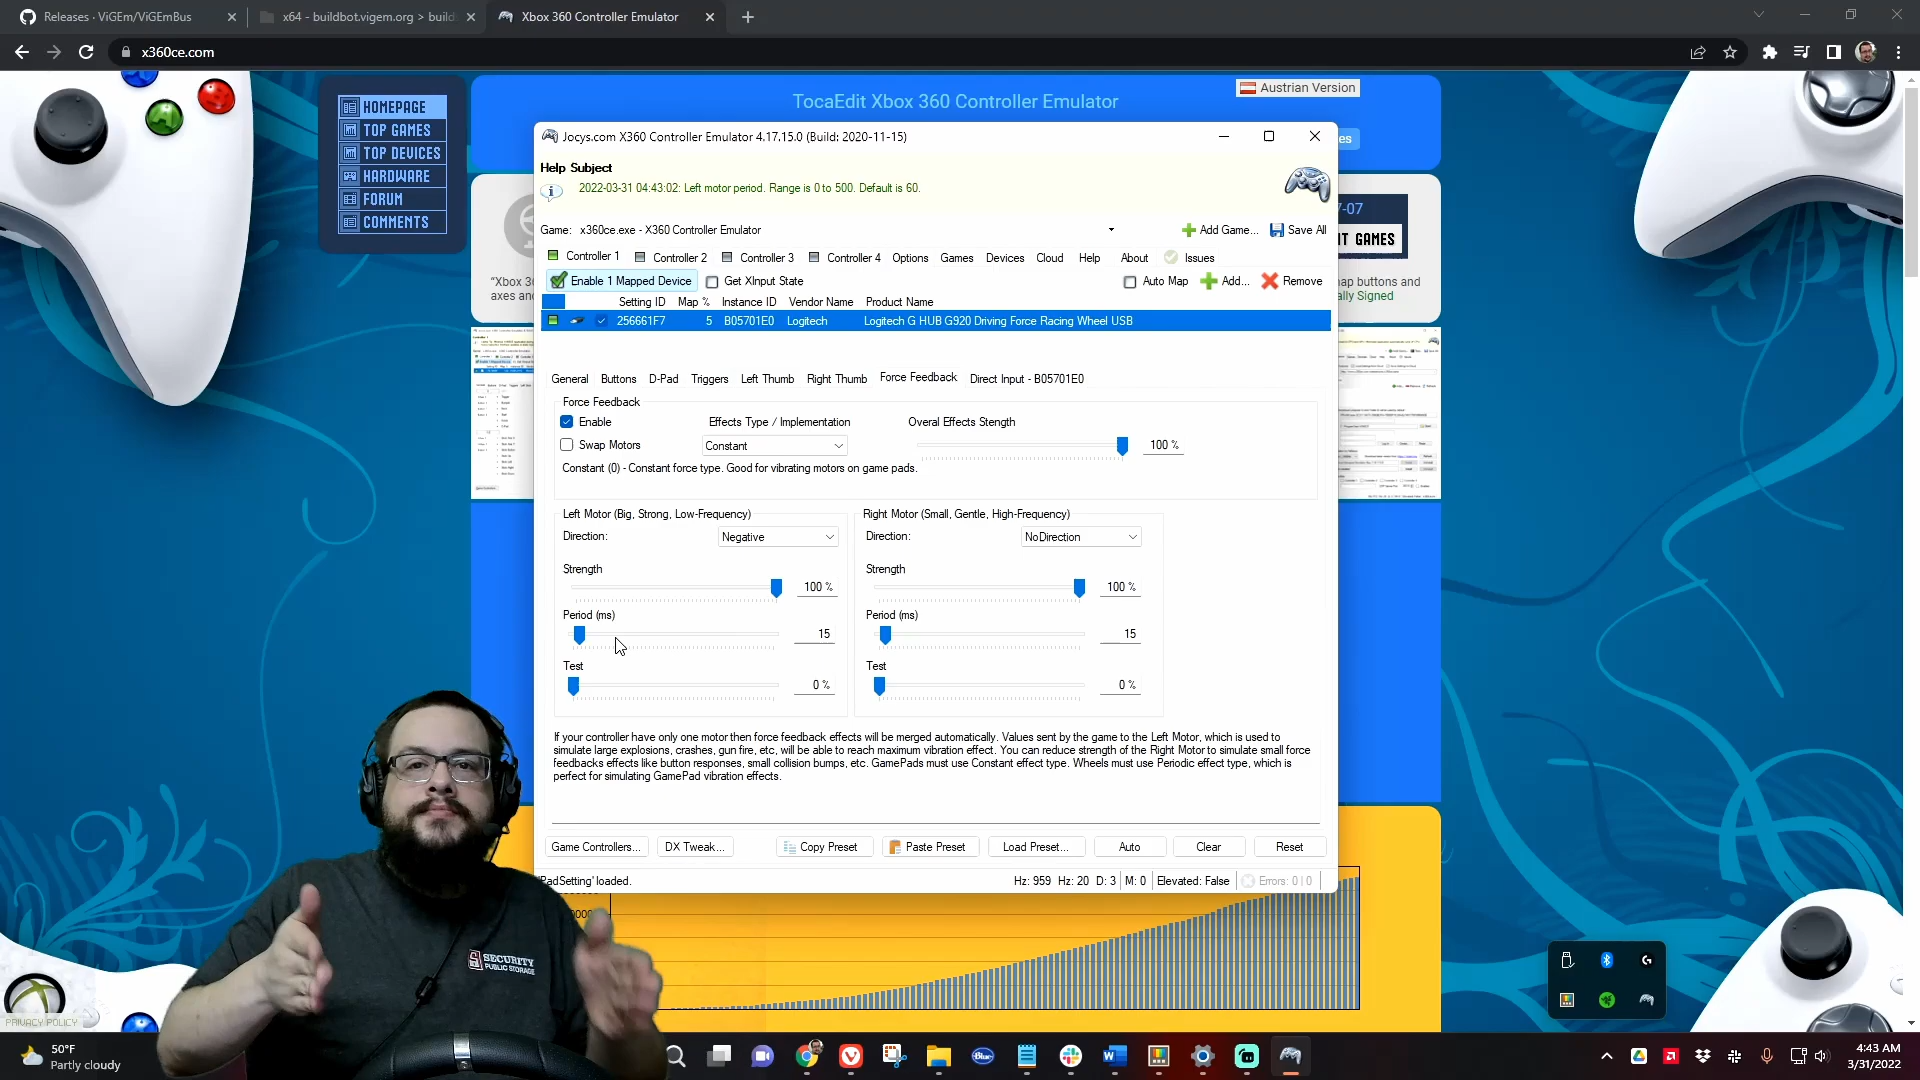 Releases · ViGEm/ViGEmBus
x64 - buildbot.vigem.org > build
Xbox 360 Controller Emulator
x360ce.com
HOMEPAGE
TOP GAMES
TOP DEVICES
HARDWARE
FORUM
COMMENTS
TocaEdit Xbox 360 Controller Emulator
Austrian Version
Jocys.com X360 Controller Emulator 4.17.15.0 (Build: 2020-11-15)
Help Subject
2022-03-31 04:43:02: Left motor period. Range is 0 to 500. Default is 60.
Game: x360ce.exe - X360 Controller Emulator
Add Game... Save All
Controller 1 Controller 2 Controller 3 Controller 4 Options Games Devices Cloud Help About Issues
Enable 1 Mapped Device Get XInput State Auto Map Add... Remove
Setting ID Map % Instance ID Vendor Name Product Name
256661F7 5 B05701E0 Logitech Logitech G HUB G920 Driving Force Racing Wheel USB
General Buttons D-Pad Triggers Left Thumb Right Thumb Force Feedback Direct Input - B05701E0
Force Feedback
Enable Effects Type / Implementation Overal Effects Stength
Swap Motors Constant 100 %
Constant (0) - Constant force type. Good for vibrating motors on game pads.
Left Motor (Big, Strong, Low-Frequency)
Direction: Negative
Strength
100 %
Period (ms)
15
Test
0 %
Right Motor (Small, Gentle, High-Frequency)
Direction: NoDirection
Strength
100 %
Period (ms)
15
Test
0 %
If your controller have only one motor then force feedback effects will be merged automatically. Values sent by the game to the Left Motor, which is used to
simulate large explosions, crashes, gun fire, etc, will be able to reach maximum vibration effect. You can reduce strength of the Right Motor to simulate small force
feedbacks effects like button responses, small collision bumps, etc. GamePads must use Constant effect type. Wheels must use Periodic effect type, which is
perfect for simulating GamePad vibration effects.
Game Controllers... DX Tweak... Copy Preset Paste Preset Load Preset... Auto Clear Reset
'PadSetting' loaded.
Hz: 959 Hz: 20 D: 3 M: 0 Elevated: False Errors: 0 | 0
"Xbox 3
axes an
es
-07
IT GAMES
ap buttons and
ally Signed
SECURITY
PUBLIC STORAGE
PRIVACY POLICY
50°F
Partly cloudy
Blue
4:43 AM
3/31/2022